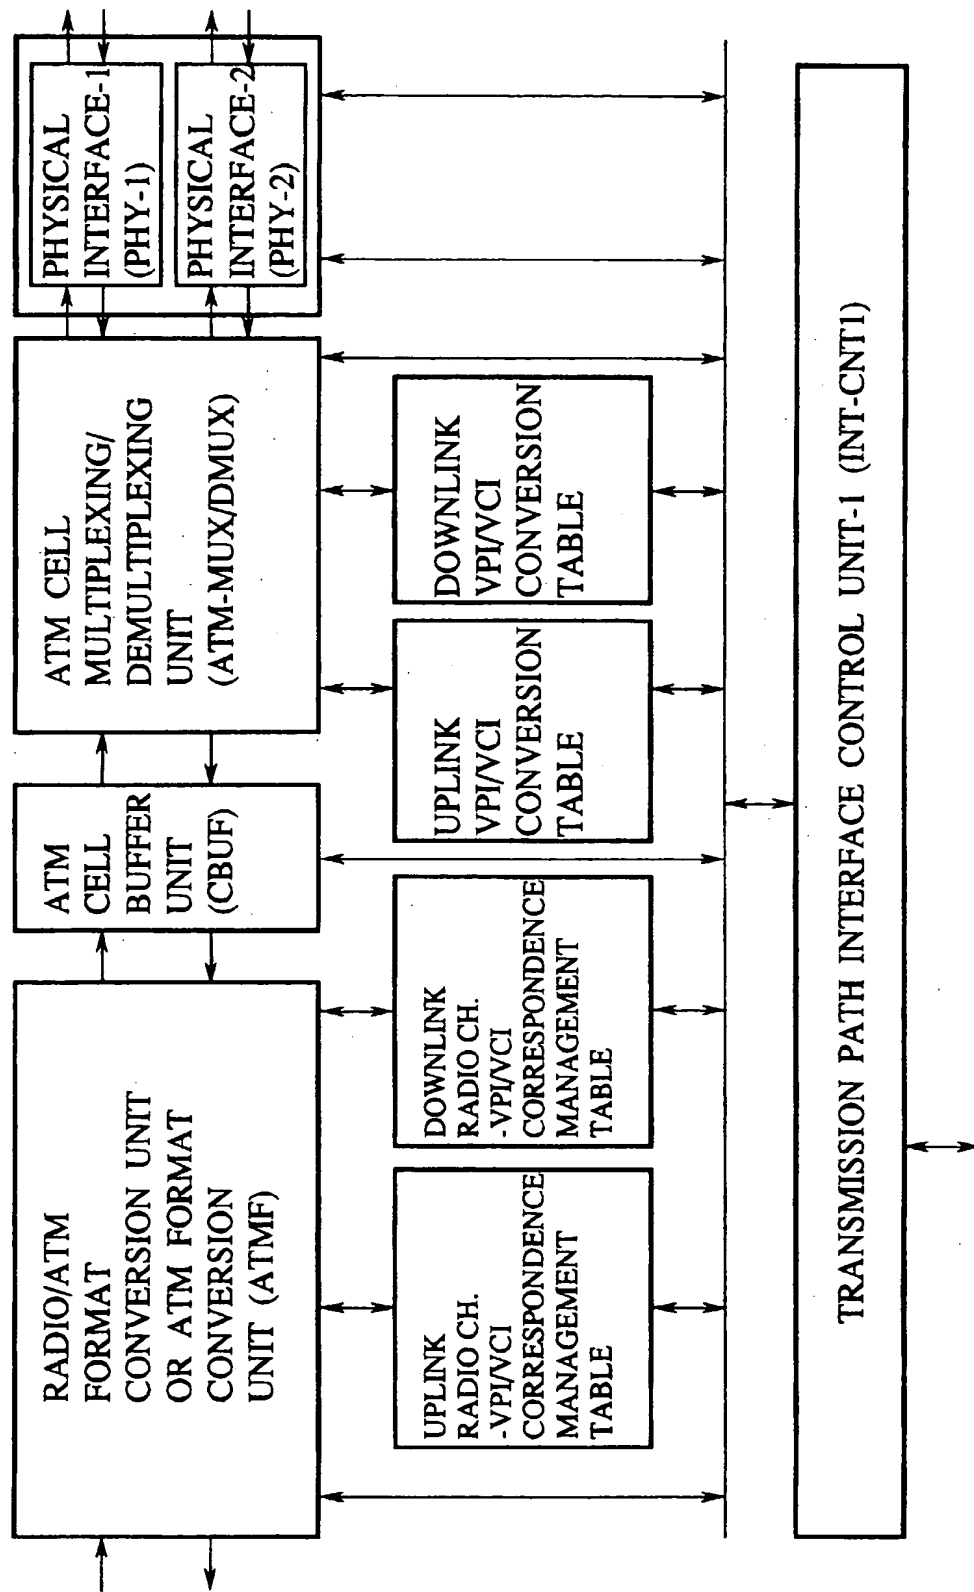 RADIO/ATM
FORMAT
CONVERSION UNIT
OR ATM FORMAT
CONVERSION
UNIT (ATMF)
ATM
CELL
BUFFER
UNIT
(CBUF)
ATM CELL
MULTIPLEXING/
DEMULTIPLEXING
UNIT
(ATM-MUX/DMUX)
PHYSICAL
INTERFACE-1
(PHY-1)
PHYSICAL
INTERFACE-2
(PHY-2)
UPLINK
RADIO CH.
-VPI/VCI
CORRESPONDENCE
MANAGEMENT
TABLE
DOWNLINK
RADIO CH.
-VPI/VCI
CORRESPONDENCE
MANAGEMENT
TABLE
UPLINK
VPI/VCI
CONVERSION
TABLE
DOWNLINK
VPI/VCI
CONVERSION
TABLE
TRANSMISSION PATH INTERFACE CONTROL UNIT-1 (INT-CNT1)